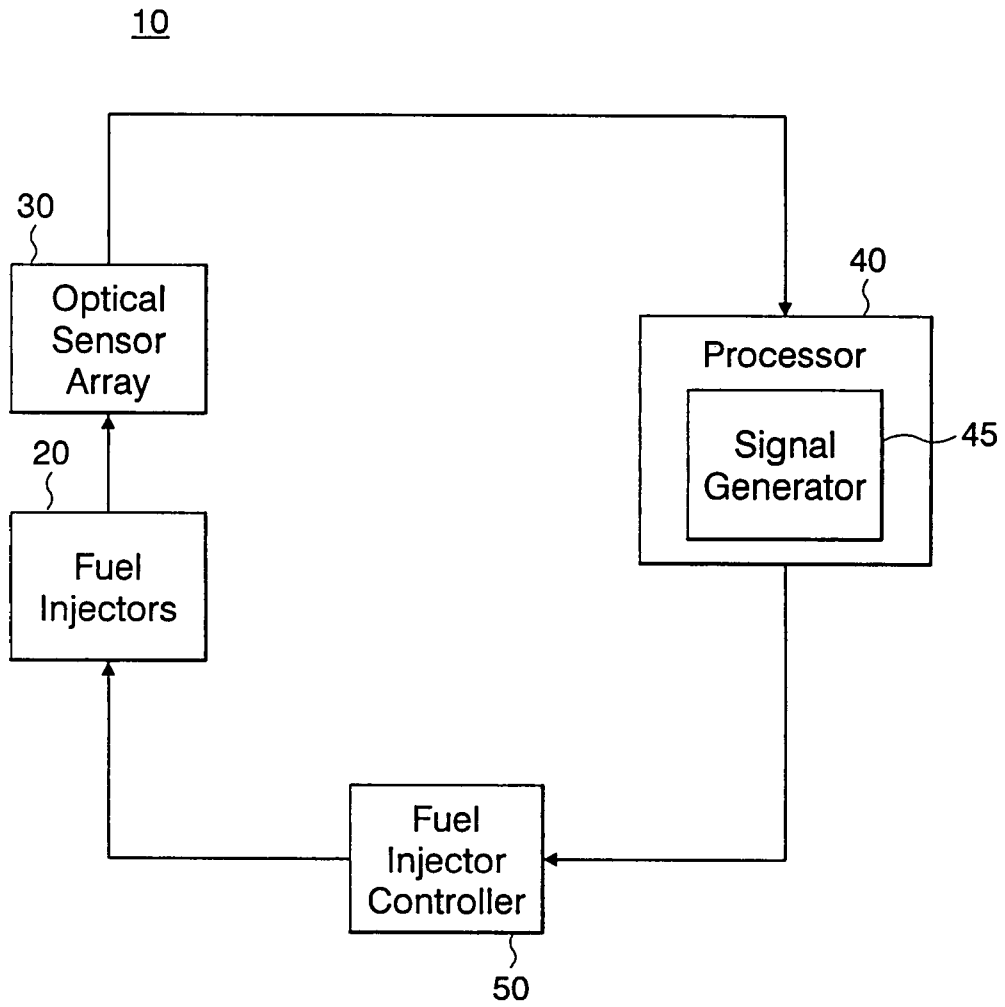 10
30
Optical
Sensor
Array
40
Processor
Signal
Generator
45
20
Fuel
Injectors
Fuel
Injector
Controller
50